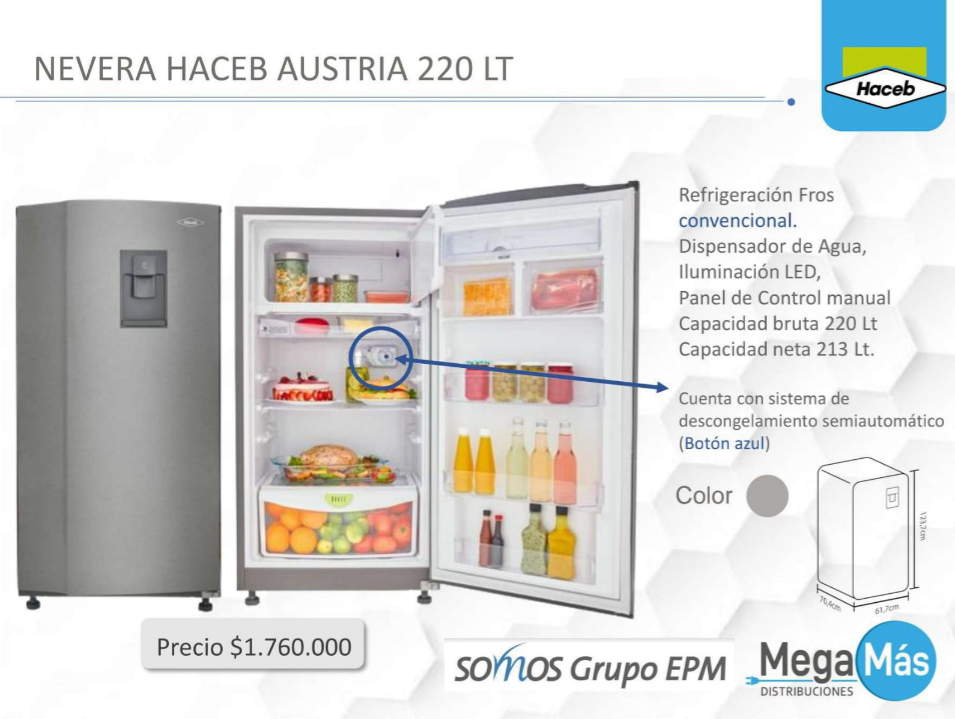 NEVERA HACEB AUSTRIA 220 LT
Haceb
Haceb
Refrigeración Fros
convencional.
Dispensador de Agua,
Iluminación LED,
Panel de Control manual
Capacidad bruta 220 Lt
Capacidad neta 213 Lt.
Cuenta con sistema de
descongelamiento semiautomático
(Botón azul)
Color
123,7cm
70,4cm
61,7cm
Precio $1.760.000
SOMOS Grupo EPM
Mega Más
DISTRIBUCIONES